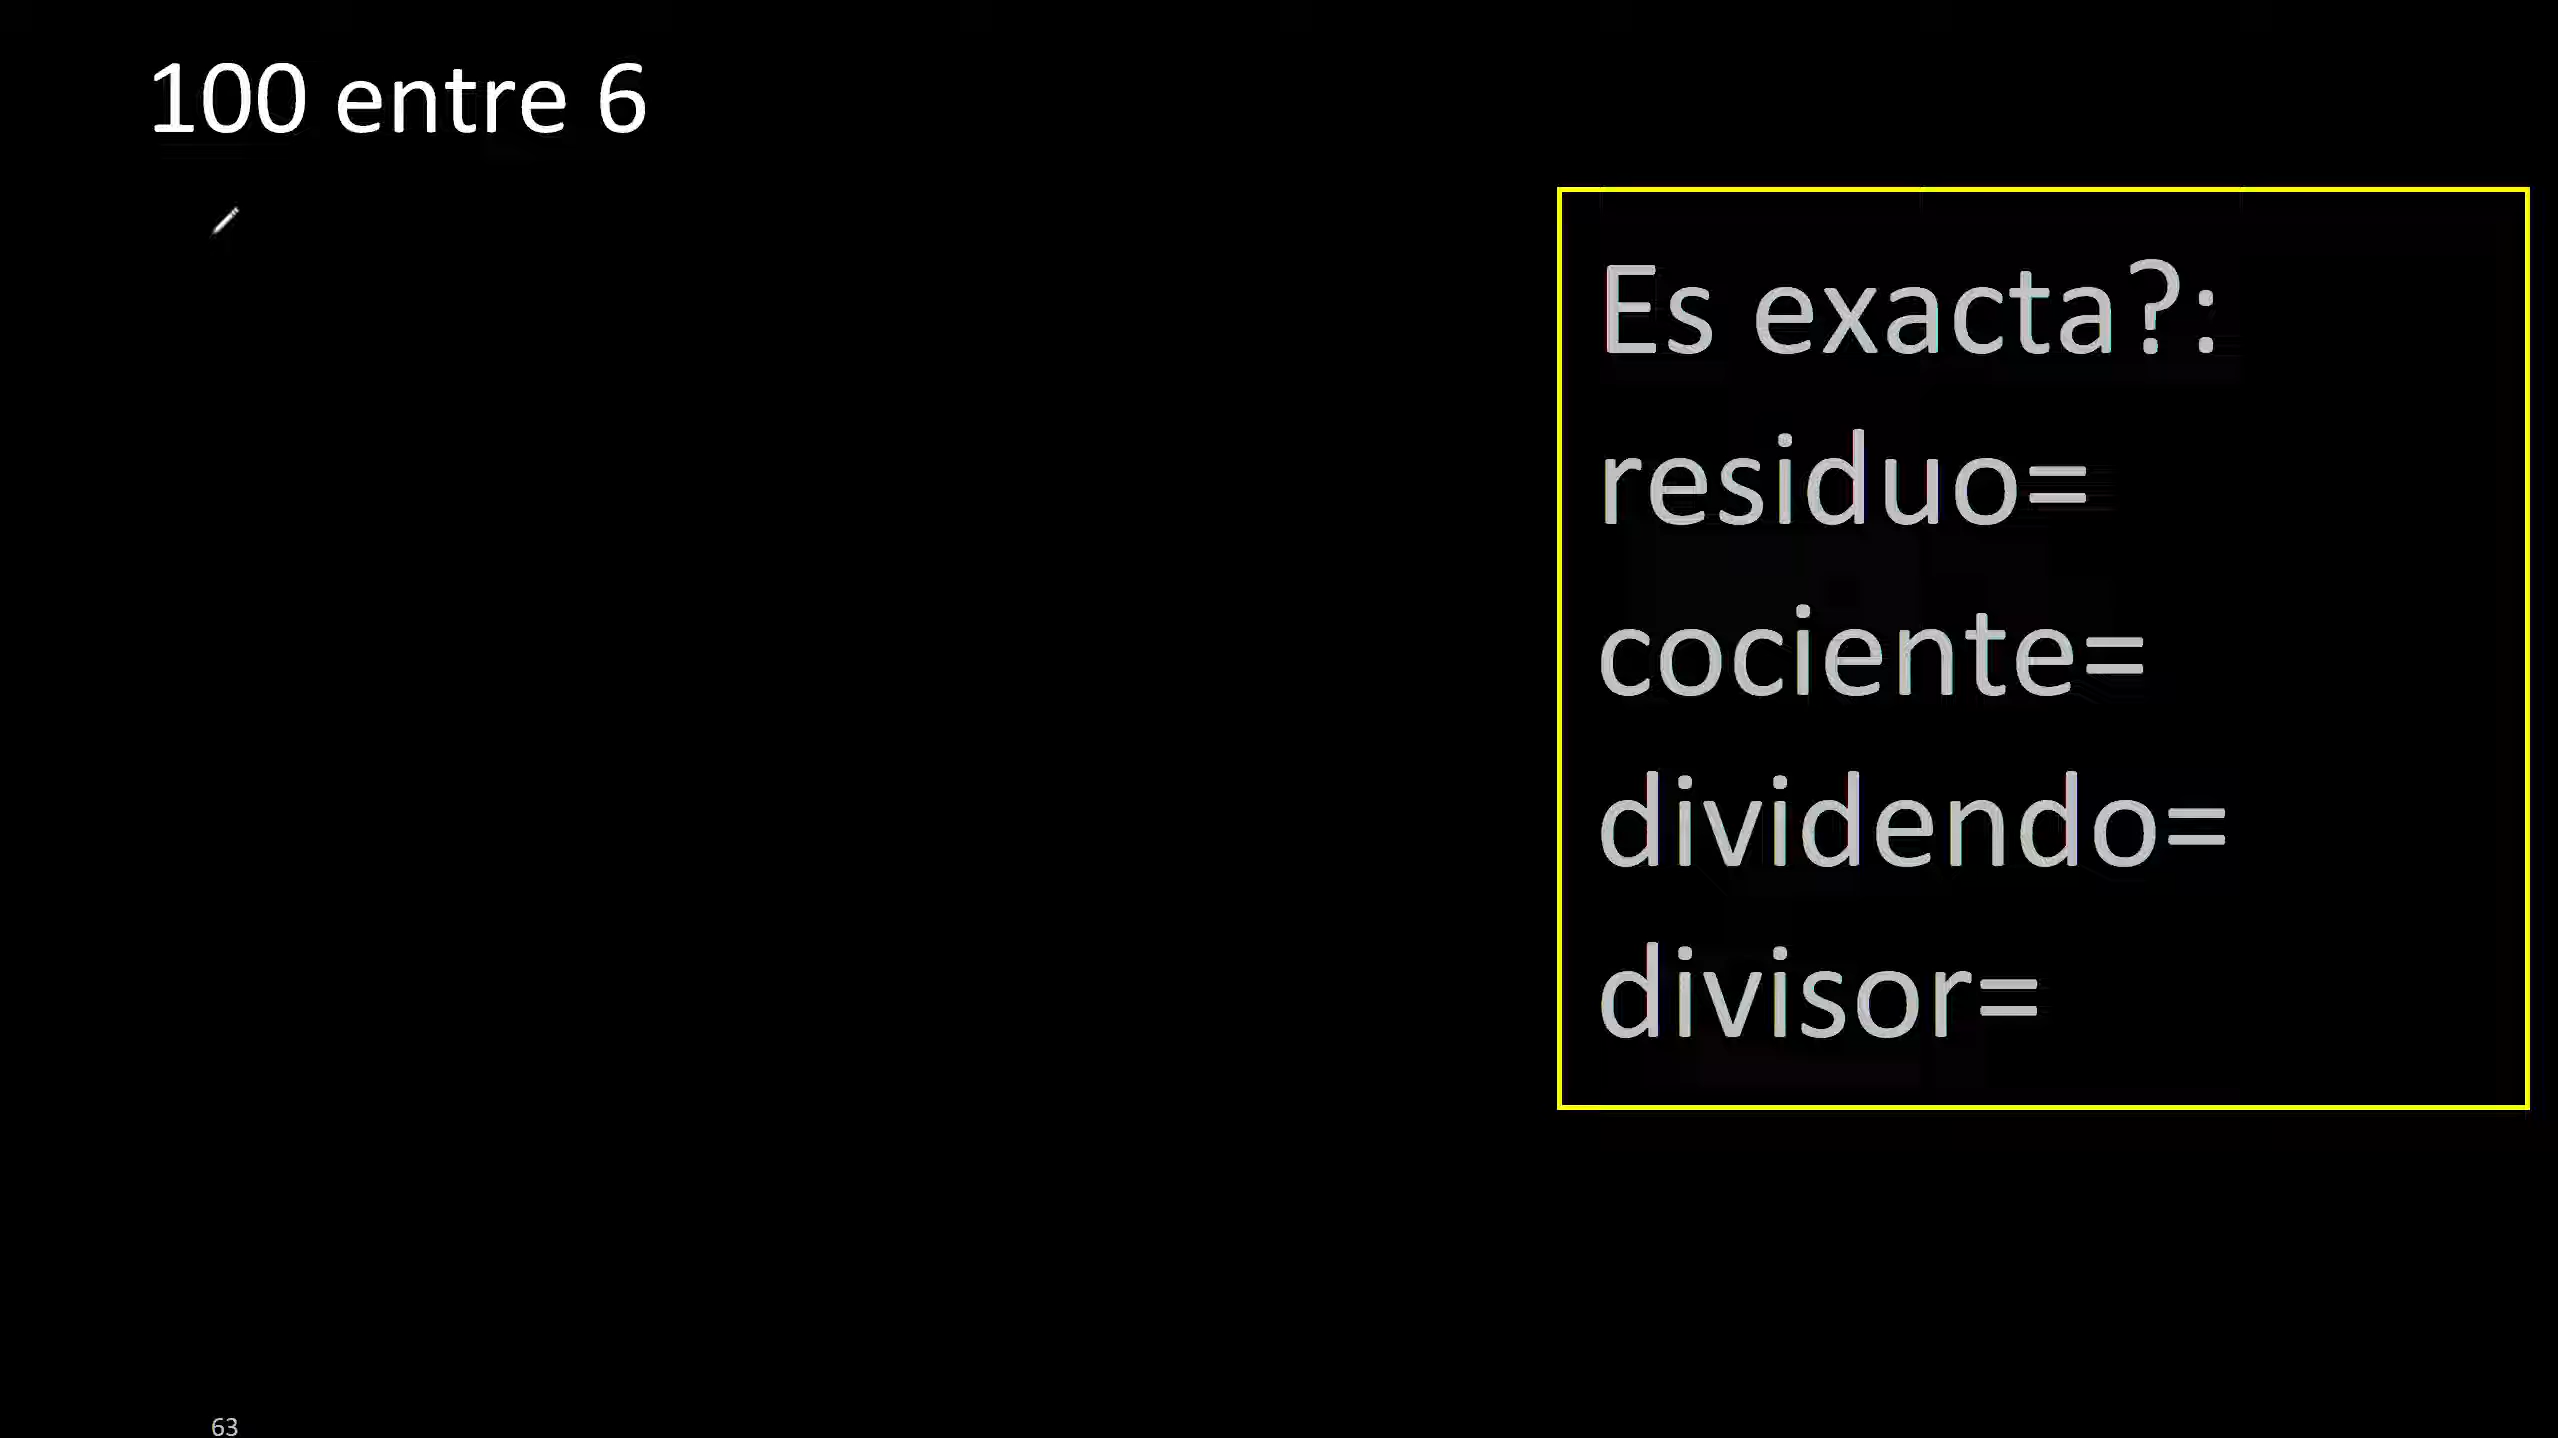 100 entre 6
Es exacta?:
residuo=
cociente=
dividendo=
divisor=
63